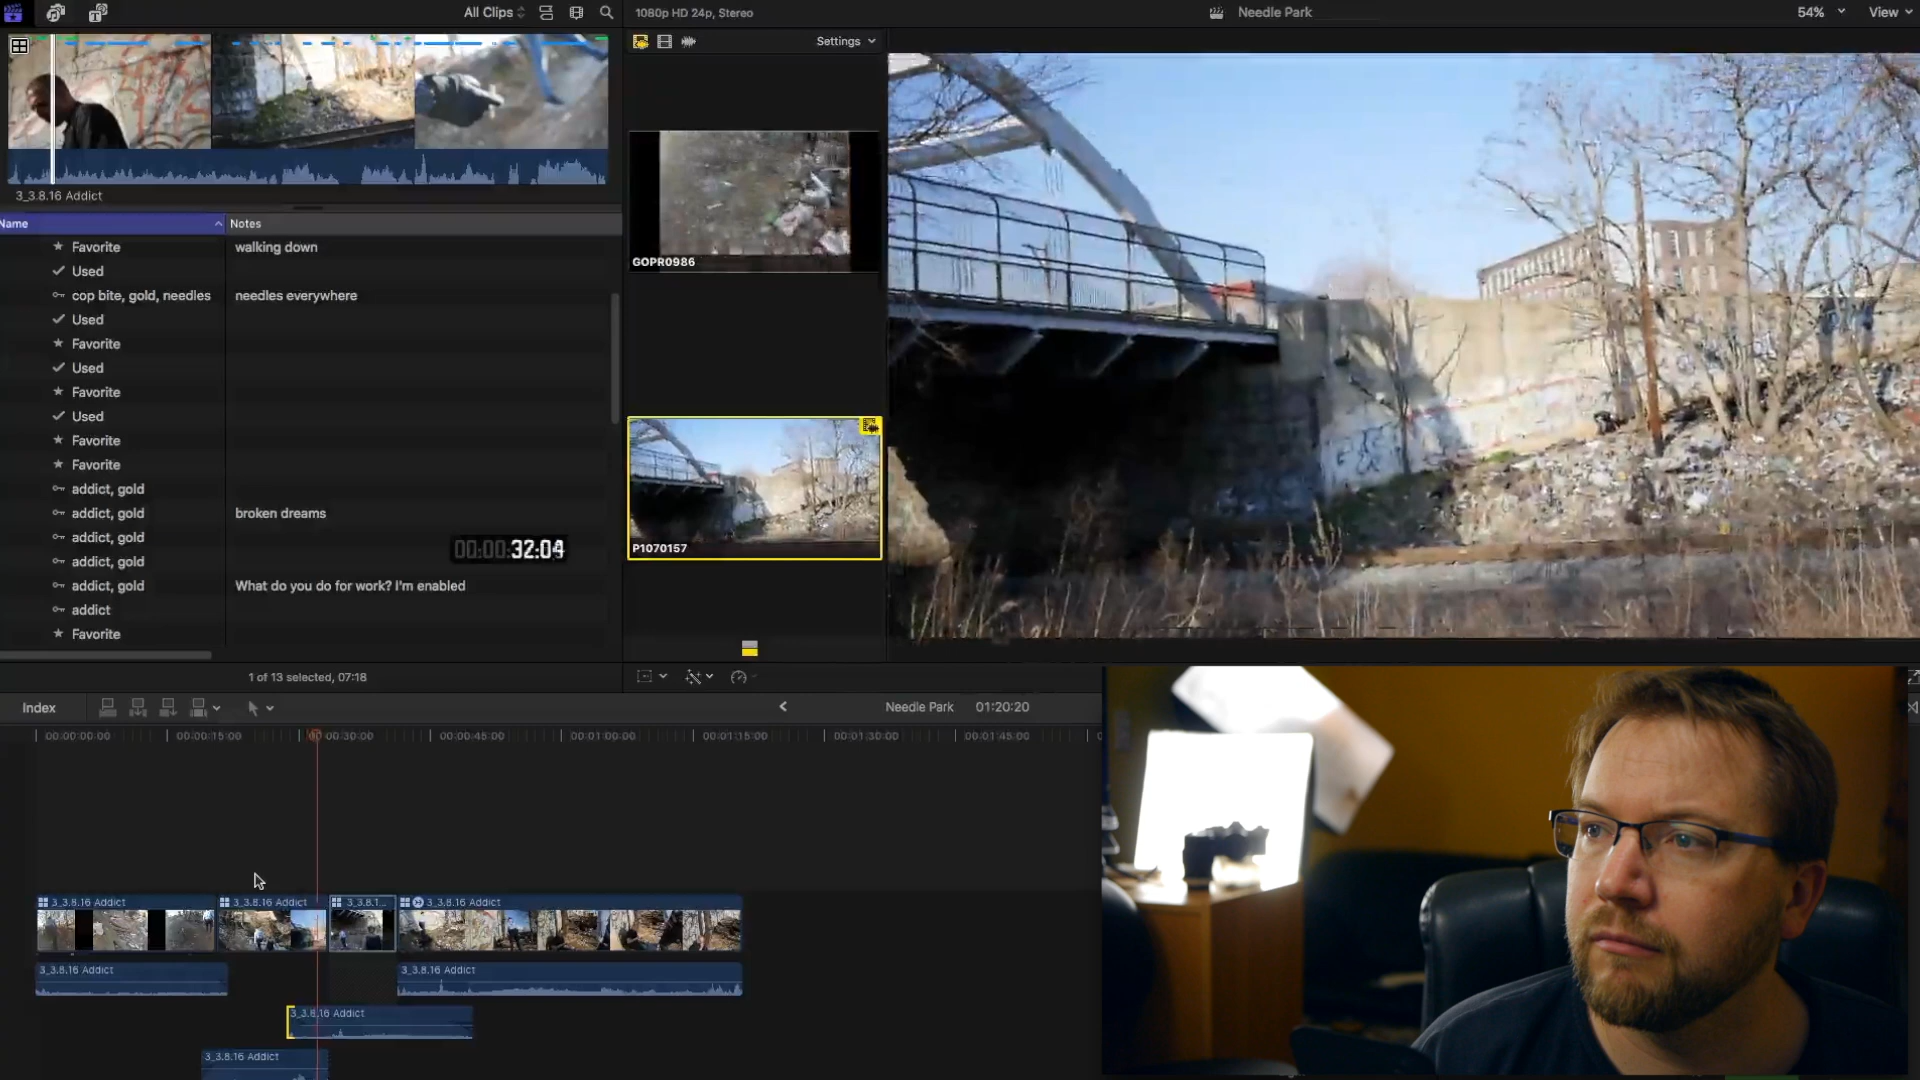 All Clips
1080p HD 24p, Stereo
Needle Park
54%
View
Settings
3_3.8.16 Addict
GOPR0986
P1070157
Name
Notes
Favorite
walking down
Used
cop bite, gold, needles
needles everywhere
Used
Favorite
Used
Favorite
Used
Favorite
Favorite
addict, gold
addict, gold
broken dreams
addict, gold
00:00:32:04
addict, gold
addict, gold
What do you do for work? I'm enabled
addict
Favorite
1 of 13 selected, 07:18
Index
Needle Park
01:20:20
00:00:00:00
00:00:15:00
00:00:30:00
00:00:45:00
00:01:00:00
00:01:15:00
00:01:30:00
00:01:45:00
3_3.8.16 Addict
3_3.8.16 Addict
3_3.8.1...
3_3.8.16 Addict
3_3.8.16 Addict
3_3.8.16 Addict
3_3.8.16 Addict
3_3.8.16 Addict